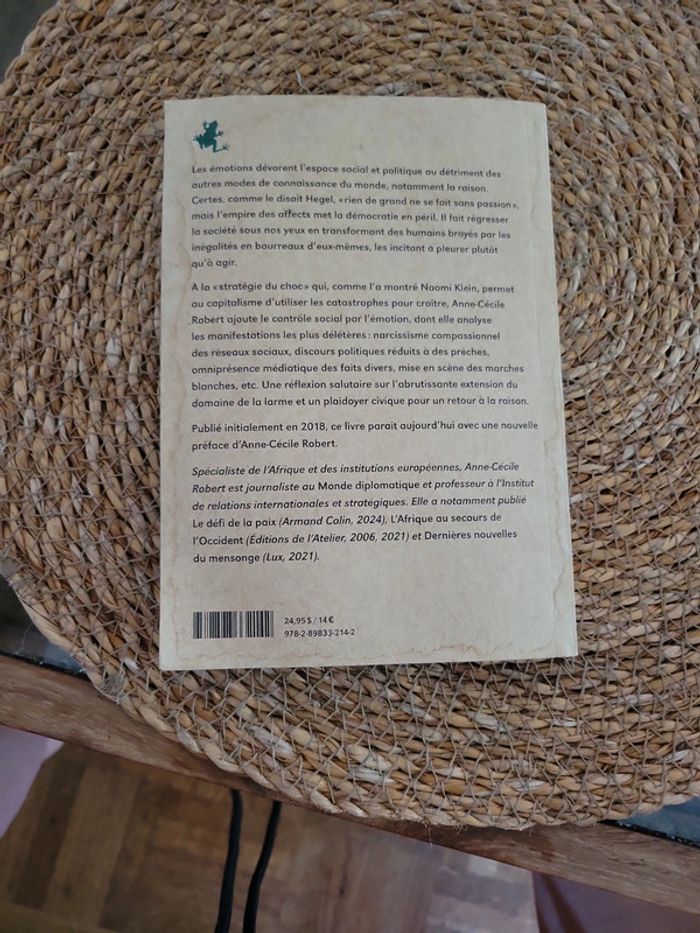 Les émotions dévorent l'espace social et politique au détriment des
autres modes de connaissance du monde, notamment la raison.
Certes, comme le disait Hegel, «rien de grand ne se fait sans passion»,
mais l'empire des affects met la démocratie en péril. Il fait régresser
la société sous nos yeux en transformant des humains broyés par les
inégalités en bourreaux d'eux-mêmes, les incitant à pleurer plutôt
qu'à agir.
À la «stratégie du choc» qui, comme l'a montré Naomi Klein, permet
au capitalisme d'utiliser les catastrophes pour croître, Anne-Cécile
Robert ajoute le contrôle social par l'émotion, dont elle analyse
les manifestations les plus délétères: narcissisme compassionnel
des réseaux sociaux, discours politiques réduits à des prêches,
omniprésence médiatique des faits divers, mise en scène des marches
blanches, etc. Une réflexion salutaire sur l'abrutissante extension du
domaine de la larme et un plaidoyer civique pour un retour à la raison.
Publié initialement en 2018, ce livre parait aujourd'hui avec une nouvelle
préface d'Anne-Cécile Robert.
Spécialiste de l'Afrique et des institutions européennes, Anne-Cécile
Robert est journaliste au Monde diplomatique et professeur à l'Institut
de relations internationales et stratégiques. Elle a notamment publié
Le défi de la paix (Armand Colin, 2024), L'Afrique au secours de
l'Occident (Éditions de l'Atelier, 2006, 2021) et Dernières nouvelles
du mensonge (Lux, 2021).
24,95 $ / 14 €
978-2-89833-214-2